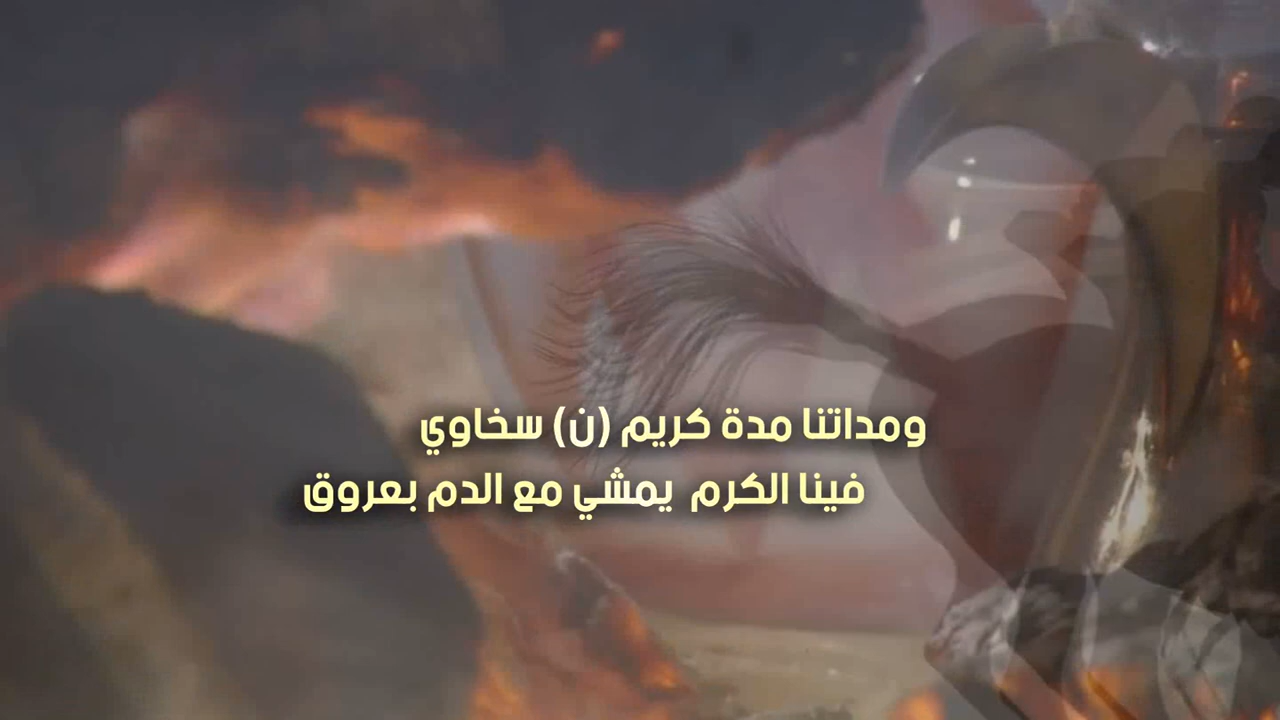 ومداتنا مدة كريم (ن) سخاوي
فينا الكرم يمشي مع الدم بعروق